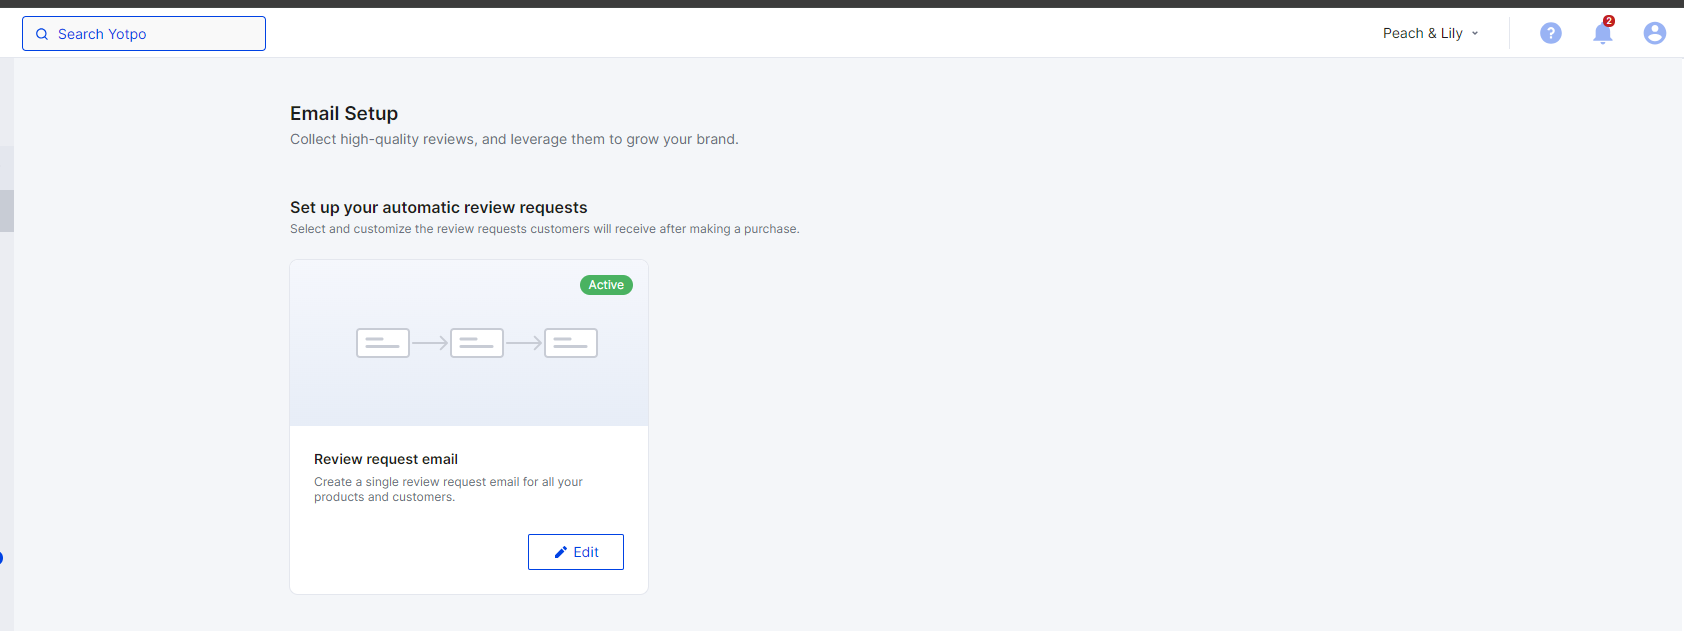 Search Yotpo
Peach & Lily
?
2
Email Setup
Collect high-quality reviews, and leverage them to grow your brand.
Set up your automatic review requests
Select and customize the review requests customers will receive after making a purchase.
Active
Review request email
Create a single review request email for all your
products and customers.
Edit